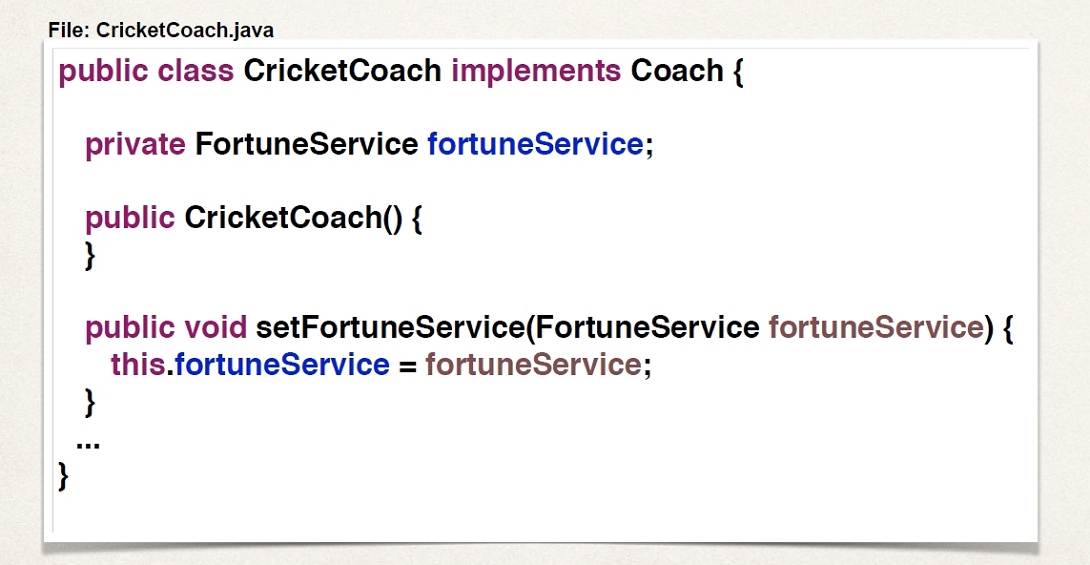 File: CricketCoach.java
public class CricketCoach implements Coach {
private FortuneService fortuneService;
public CricketCoach() {
}
public void setFortuneService(FortuneService fortuneService) {
this.fortuneService = fortuneService;
}
...
}